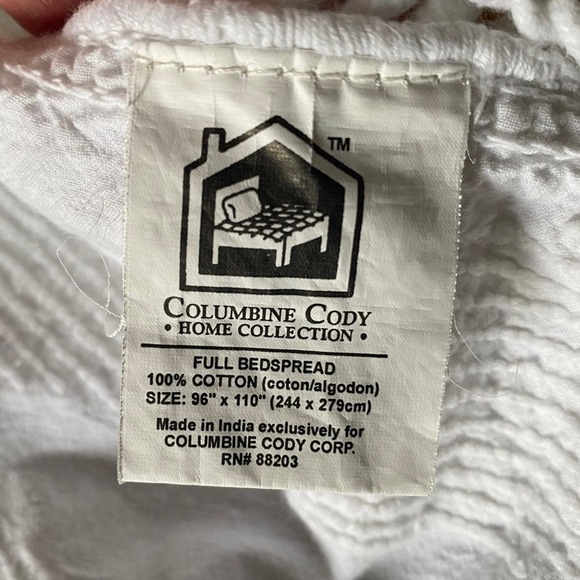 TM
COLUMBINE CODY
• HOME COLLECTION •
FULL BEDSPREAD
100% COTTON (coton/algodon)
SIZE: 96" x 110" (244 x 279cm)
Made in India exclusively for
COLUMBINE CODY CORP.
RN# 88203